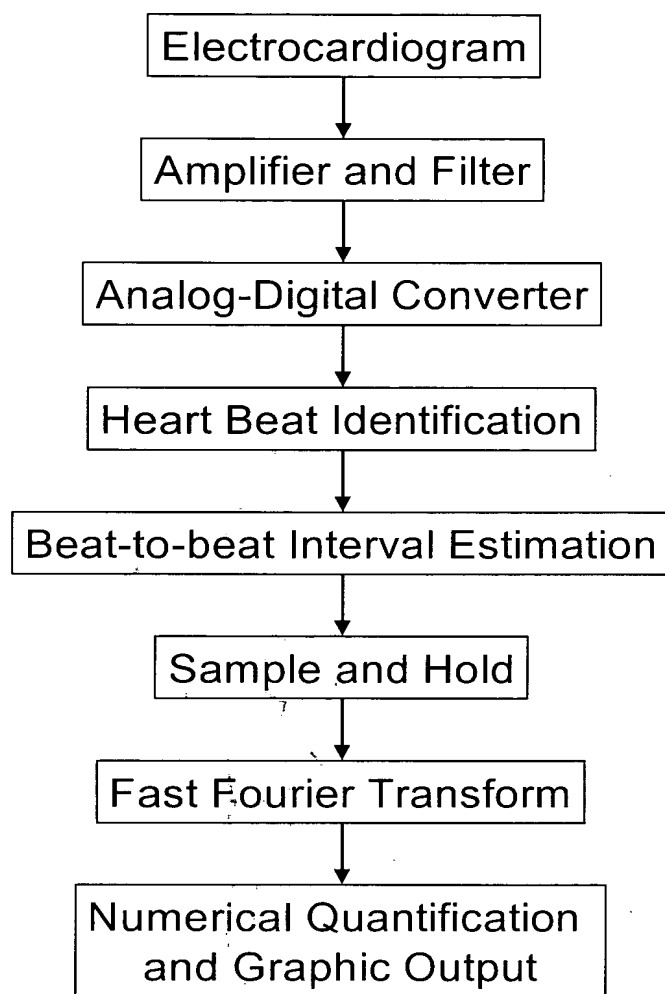 Electrocardiogram
Amplifier and Filter
Analog-Digital Converter
Heart Beat Identification
Beat-to-beat Interval Estimation
Sample and Hold
Fast Fourier Transform
Numerical Quantification
and Graphic Output